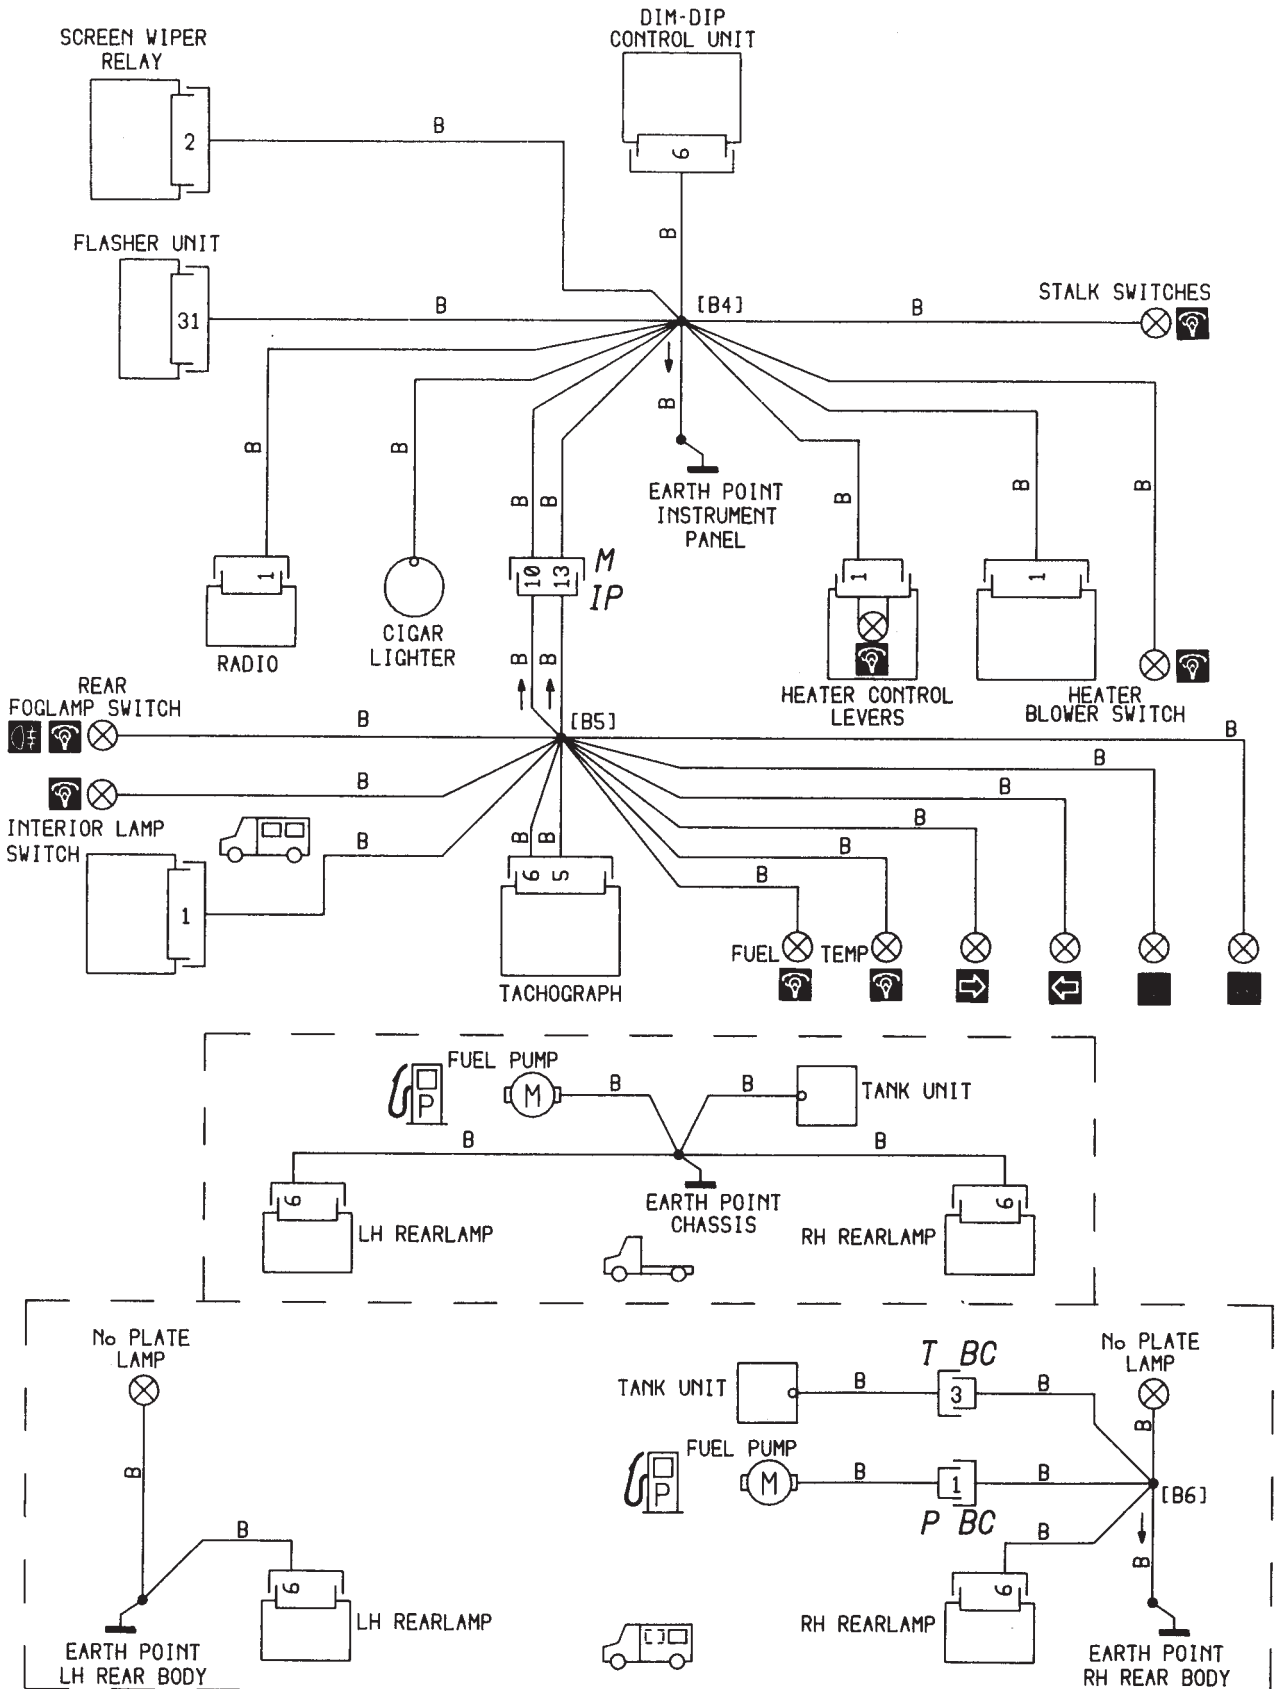 DIM-DIP
CONTROL UNIT
SCREEN WIPER
RELAY
2
B
6
B
FLASHER UNIT
31
B
[B4]
B
STALK SWITCHES
B
B
B
B
B
B
B
B
B
EARTH POINT
INSTRUMENT
PANEL
1
RADIO
CIGAR
LIGHTER
10 13
M
IP
1
HEATER CONTROL
LEVERS
1
HEATER
BLOWER SWITCH
B B
REAR
FOGLAMP SWITCH
B
[B5]
B
B
B
B
B
B
B
INTERIOR LAMP
SWITCH
B
1
B B
6 5
TACHOGRAPH
FUEL
TEMP
FUEL PUMP
P
M
B
B
TANK UNIT
B
B
6
LH REARLAMP
EARTH POINT
CHASSIS
RH REARLAMP
6
No PLATE
LAMP
B
B
6
LH REARLAMP
EARTH POINT
LH REAR BODY
TANK UNIT
B
T BC
3
B
No PLATE
LAMP
B
FUEL PUMP
P
M
B
1
P BC
B
[B6]
B
B
6
RH REARLAMP
EARTH POINT
RH REAR BODY